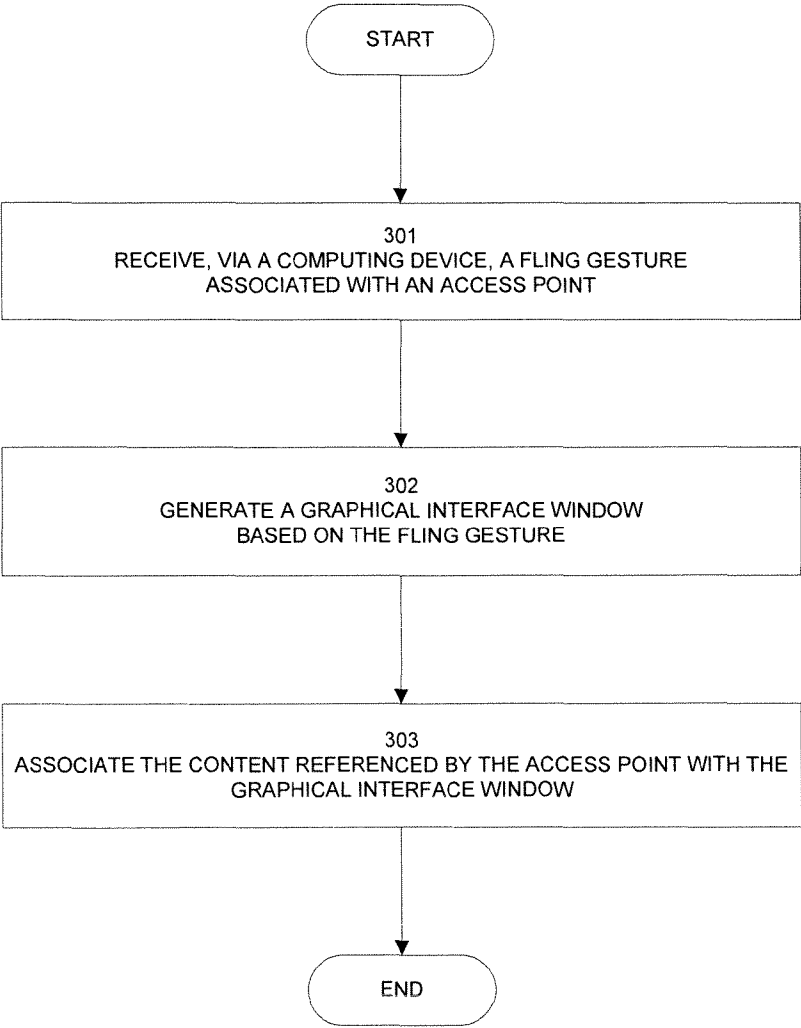 START
301
RECEIVE, VIA A COMPUTING DEVICE, A FLING GESTURE
ASSOCIATED WITH AN ACCESS POINT
302
GENERATE A GRAPHICAL INTERFACE WINDOW
BASED ON THE FLING GESTURE
303
ASSOCIATE THE CONTENT REFERENCED BY THE ACCESS POINT WITH THE
GRAPHICAL INTERFACE WINDOW
END